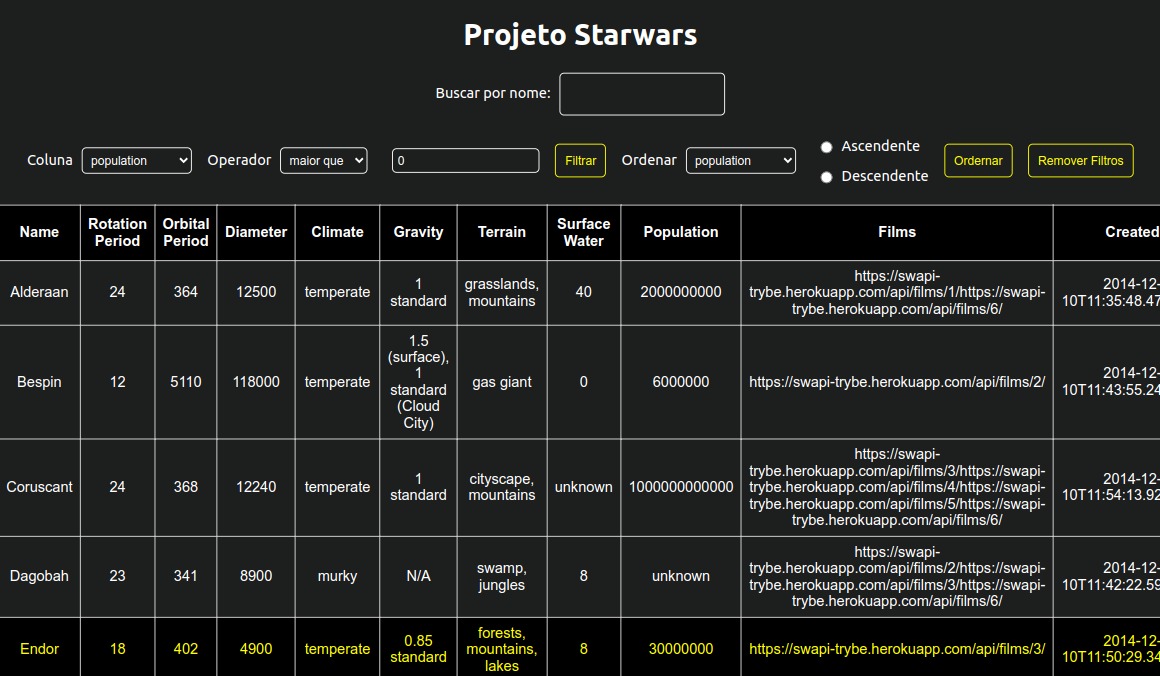 Projeto Starwars
Buscar por nome:
Coluna population Operador maior que 0 Filtrar Ordenar population Ascendente Descendente Ordernar Remover Filtros
Name Rotation Period Orbital Period Diameter Climate Gravity Terrain Surface Water Population Films Created
Alderaan 24 364 12500 temperate 1 standard grasslands, mountains 40 2000000000 https://swapi-trybe.herokuapp.com/api/films/1/https://swapi-trybe.herokuapp.com/api/films/6/ 2014-12-10T11:35:48.47
Bespin 12 5110 118000 temperate 1.5 (surface), 1 standard (Cloud City) gas giant 0 6000000 https://swapi-trybe.herokuapp.com/api/films/2/ 2014-12-10T11:43:55.24
Coruscant 24 368 12240 temperate 1 standard cityscape, mountains unknown 1000000000000 https://swapi-trybe.herokuapp.com/api/films/3/https://swapi-trybe.herokuapp.com/api/films/4/https://swapi-trybe.herokuapp.com/api/films/5/https://swapi-trybe.herokuapp.com/api/films/6/ 2014-12-10T11:54:13.92
Dagobah 23 341 8900 murky N/A swamp, jungles 8 unknown https://swapi-trybe.herokuapp.com/api/films/2/https://swapi-trybe.herokuapp.com/api/films/3/https://swapi-trybe.herokuapp.com/api/films/6/ 2014-12-10T11:42:22.59
Endor 18 402 4900 temperate 0.85 standard forests, mountains, lakes 8 30000000 https://swapi-trybe.herokuapp.com/api/films/3/ 2014-12-10T11:50:29.34